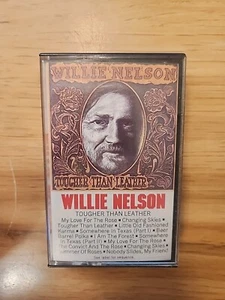 WILLIE NELSON
TOUGHER THAN LEATHER
WILLIE NELSON
TOUGHER THAN LEATHER
My Love For The Rose • Changing Skies •
Tougher Than Leather • Little Old Fashioned
Karma • Somewhere In Texas (Part I) • Beer
Barrel Polka • I Am The Forest • Somewhere
In Texas (Part II) • My Love For The Rose •
The Convict And The Rose • Changing Skies •
Summer Of Roses • Nobody Slides, My Friend